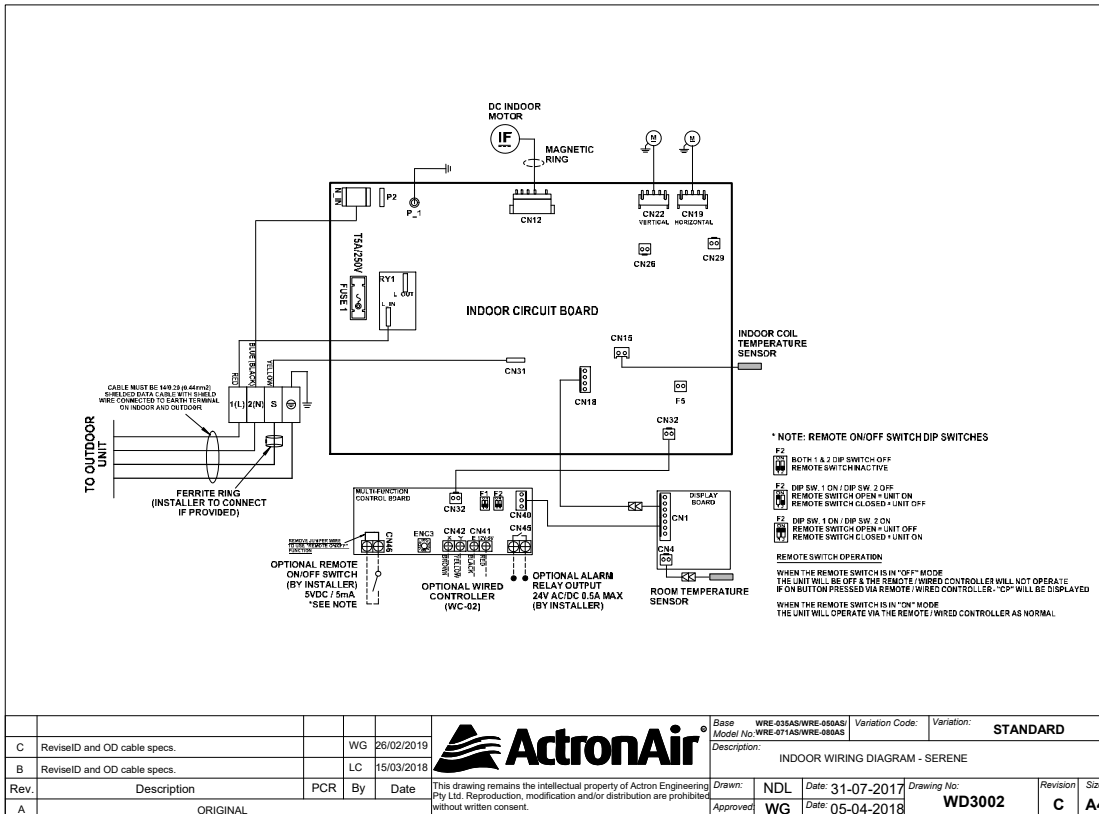 DC INDOOR
MOTOR
IF
MAGNETIC
RING
M
M
N_IN
P2
P_1
CN12
CN22
VERTICAL
CN19
HORIZONTAL
CN26
CN29
T5A/250V
FUSE 1
RY1
L OUT
L_IN
INDOOR CIRCUIT BOARD
CN15
INDOOR COIL
TEMPERATURE
SENSOR
CN31
CN18
F5
CN32
RED
BLUE (BLACK)
YELLOW
CABLE MUST BE 14/0.20 (0.44mm2)
SHIELDED DATA CABLE WITH SHIELD
WIRE CONNECTED TO EARTH TERMINAL
ON INDOOR AND OUTDOOR
1(L) 2(N) S
TO OUTDOOR
UNIT
FERRITE RING
(INSTALLER TO CONNECT
IF PROVIDED)
MULTI-FUNCTION
CONTROL BOARD
CN32
F1 F2
CN40
DISPLAY
BOARD
CN1
CN4
REMOVE JUMPER WIRE
TO USE "REMOTE ON/OFF"
FUNCTION
CN46
ENC3
CN42
CN41
CN45
BROWN
YELLOW
BLACK
RED
OPTIONAL REMOTE
ON/OFF SWITCH
(BY INSTALLER)
5VDC / 5mA
*SEE NOTE
OPTIONAL WIRED
CONTROLLER
(WC-02)
OPTIONAL ALARM
RELAY OUTPUT
24V AC/DC 0.5A MAX
(BY INSTALLER)
ROOM TEMPERATURE
SENSOR
* NOTE: REMOTE ON/OFF SWITCH DIP SWITCHES
F2
BOTH 1 & 2 DIP SWITCH OFF
REMOTE SWITCH INACTIVE
F2
DIP SW. 1 ON / DIP SW. 2 OFF
REMOTE SWITCH OPEN = UNIT ON
REMOTE SWITCH CLOSED = UNIT OFF
F2
DIP SW. 1 ON / DIP SW. 2 ON
REMOTE SWITCH OPEN = UNIT OFF
REMOTE SWITCH CLOSED = UNIT ON
REMOTE SWITCH OPERATION
WHEN THE REMOTE SWITCH IS IN "OFF" MODE
THE UNIT WILL BE OFF & THE REMOTE / WIRED CONTROLLER WILL NOT OPERATE
IF ON BUTTON PRESSED VIA REMOTE / WIRED CONTROLLER - "CP" WILL BE DISPLAYED
WHEN THE REMOTE SWITCH IS IN "ON" MODE
THE UNIT WILL OPERATE VIA THE REMOTE / WIRED CONTROLLER AS NORMAL
C ReviseID and OD cable specs. WG 26/02/2019
B ReviseID and OD cable specs. LC 15/03/2018
Rev. Description PCR By Date
A ORIGINAL
ActronAir®
This drawing remains the intellectual property of Actron Engineering
Pty Ltd. Reproduction, modification and/or distribution are prohibited
without written consent.
Base WRE-035AS/WRE-050AS/
Model No: WRE-071AS/WRE-080AS
Variation Code:
Variation: STANDARD
Description:
INDOOR WIRING DIAGRAM - SERENE
Drawn: NDL Date: 31-07-2017
Approved: WG Date: 05-04-2018
Drawing No:
WD3002
Revision
C
Size
A4